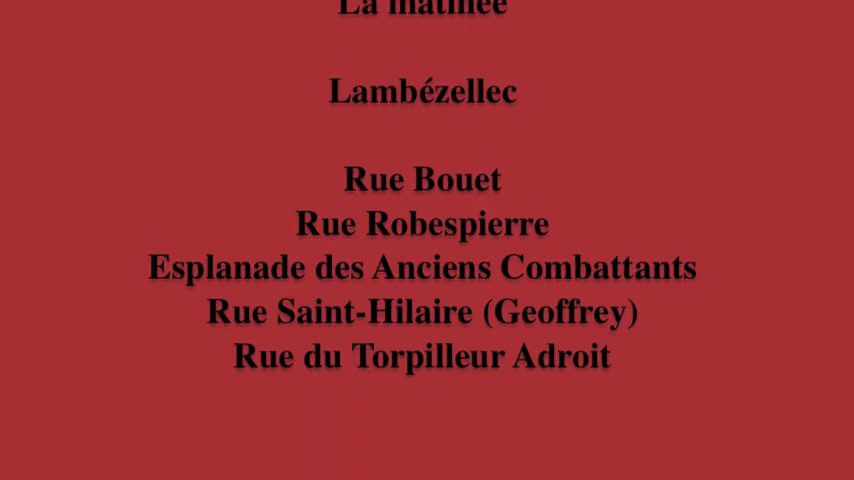 La matinée
Lambézellec
Rue Bouet
Rue Robespierre
Esplanade des Anciens Combattants
Rue Saint-Hilaire (Geoffrey)
Rue du Torpilleur Adroit